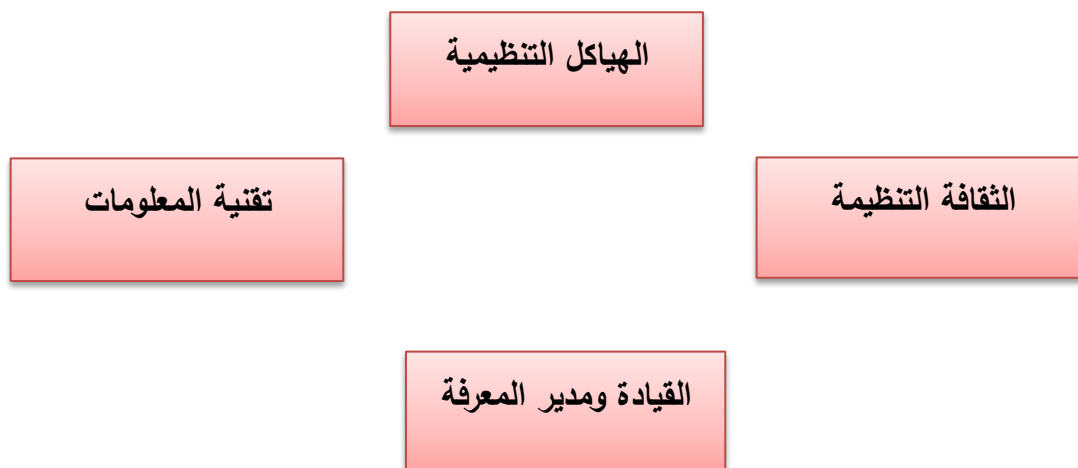 الهياكل التنظيمية
الثقافة التنظيمة
تقنية المعلومات
القيادة ومدير المعرفة